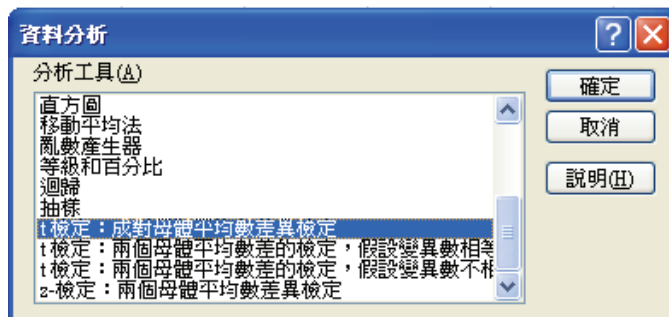 資料分析
分析工具(A)
直方圖
移動平均法
亂數產生器
等級和百分比
迴歸
抽樣
t 檢定：成對母體平均數差異檢定
t 檢定：兩個母體平均數差的檢定，假設變異數相等
t 檢定：兩個母體平均數差的檢定，假設變異數不相
z-檢定：兩個母體平均數差異檢定
確定
取消
說明(H)